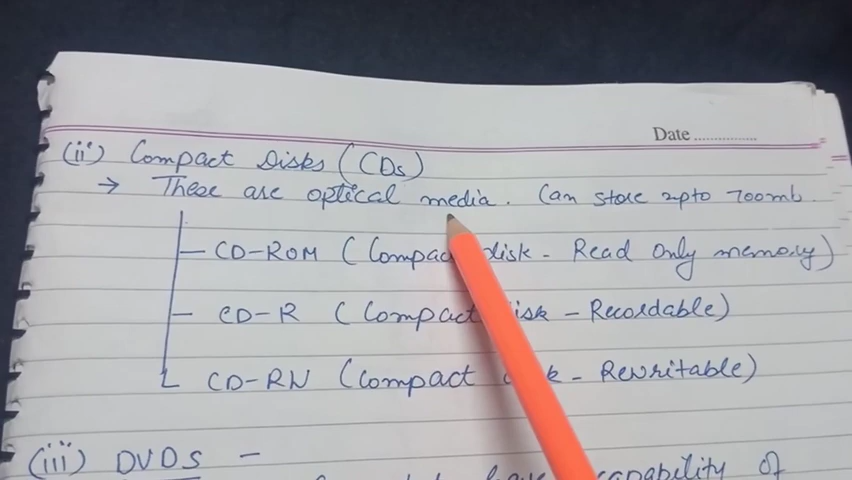 Date ...............
(ii) Compact Disks (CDs)
→ These are optical media. Can store upto 700mb.
CD-ROM (Compact disk - Read Only memory)
CD-R (Compact disk - Recordable)
CD-RW (Compact disk - Rewritable)
(iii) DVDS -
have capability of